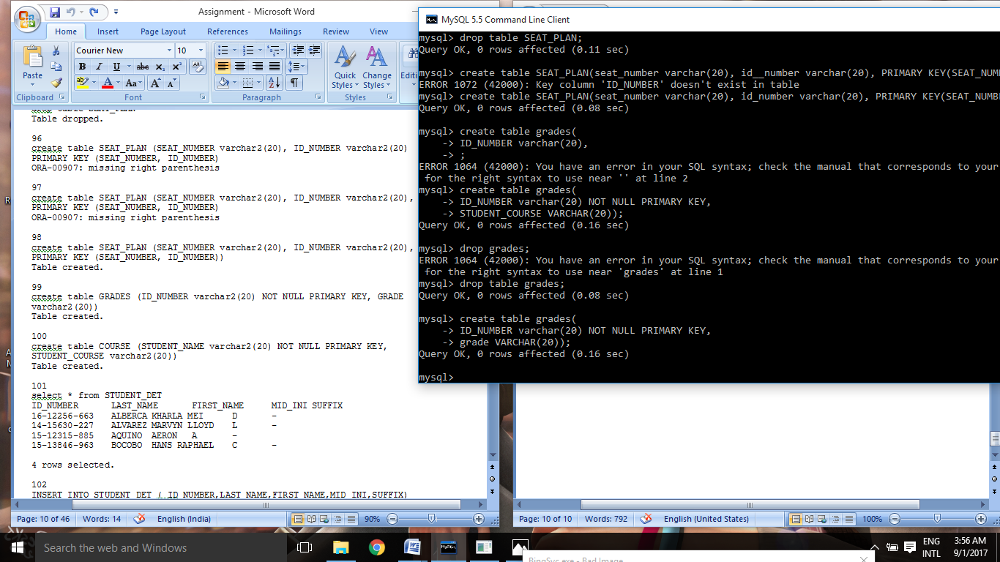 Assignment - Microsoft Word
Home Insert Page Layout References Mailings Review View
Paste
Clipboard
Courier New 10
Font
Paragraph
Quick Styles
Change Styles
Styles
Editi
Table dropped.
96
create table SEAT_PLAN (SEAT_NUMBER varchar2(20), ID_NUMBER varchar2(20)
PRIMARY KEY (SEAT_NUMBER, ID_NUMBER)
ORA-00907: missing right parenthesis
97
create table SEAT_PLAN (SEAT_NUMBER varchar2(20), ID_NUMBER varchar2(20),
PRIMARY KEY (SEAT_NUMBER, ID_NUMBER)
ORA-00907: missing right parenthesis
98
create table SEAT_PLAN (SEAT_NUMBER varchar2(20), ID_NUMBER varchar2(20),
PRIMARY KEY (SEAT_NUMBER, ID_NUMBER))
Table created.
99
create table GRADES (ID_NUMBER varchar2(20) NOT NULL PRIMARY KEY, GRADE
varchar2(20))
Table created.
100
create table COURSE (STUDENT_NAME varchar2(20) NOT NULL PRIMARY KEY,
STUDENT_COURSE varchar2(20))
Table created.
101
select * from STUDENT_DET
ID_NUMBER LAST_NAME FIRST_NAME MID_INI SUFFIX
16-12256-663 ALBERCA KHARLA MEI D -
14-15630-227 ALVAREZ MARVYN LLOYD L -
15-12315-885 AQUINO AERON A -
15-13846-963 BOCOBO HANS RAPHAEL C -
4 rows selected.
102
INSERT INTO STUDENT_DET ( ID_NUMBER,LAST_NAME,FIRST_NAME,MID_INI,SUFFIX)
Page: 10 of 46 Words: 14 English (India) 90%
MySQL 5.5 Command Line Client
mysql> drop table SEAT_PLAN;
Query OK, 0 rows affected (0.11 sec)
mysql> create table SEAT_PLAN(seat_number varchar(20), id__number varchar(20), PRIMARY KEY(SEAT_NUM
ERROR 1072 (42000): Key column 'ID_NUMBER' doesn't exist in table
mysql> create table SEAT_PLAN(seat_number varchar(20), id_number varchar(20), PRIMARY KEY(SEAT_NUMB
Query OK, 0 rows affected (0.08 sec)
mysql> create table grades(
-> ID_NUMBER varchar(20),
-> ;
ERROR 1064 (42000): You have an error in your SQL syntax; check the manual that corresponds to your
for the right syntax to use near '' at line 2
mysql> create table grades(
-> ID_NUMBER varchar(20) NOT NULL PRIMARY KEY,
-> STUDENT_COURSE VARCHAR(20));
Query OK, 0 rows affected (0.16 sec)
mysql> drop grades;
ERROR 1064 (42000): You have an error in your SQL syntax; check the manual that corresponds to your
for the right syntax to use near 'grades' at line 1
mysql> drop table grades;
Query OK, 0 rows affected (0.08 sec)
mysql> create table grades(
-> ID_NUMBER varchar(20) NOT NULL PRIMARY KEY,
-> grade VARCHAR(20));
Query OK, 0 rows affected (0.16 sec)
mysql>
Page: 10 of 10 Words: 792 English (United States) 100%
Search the web and Windows
ENG
INTL
3:56 AM
9/1/2017
BingSvc.exe - Bad Image